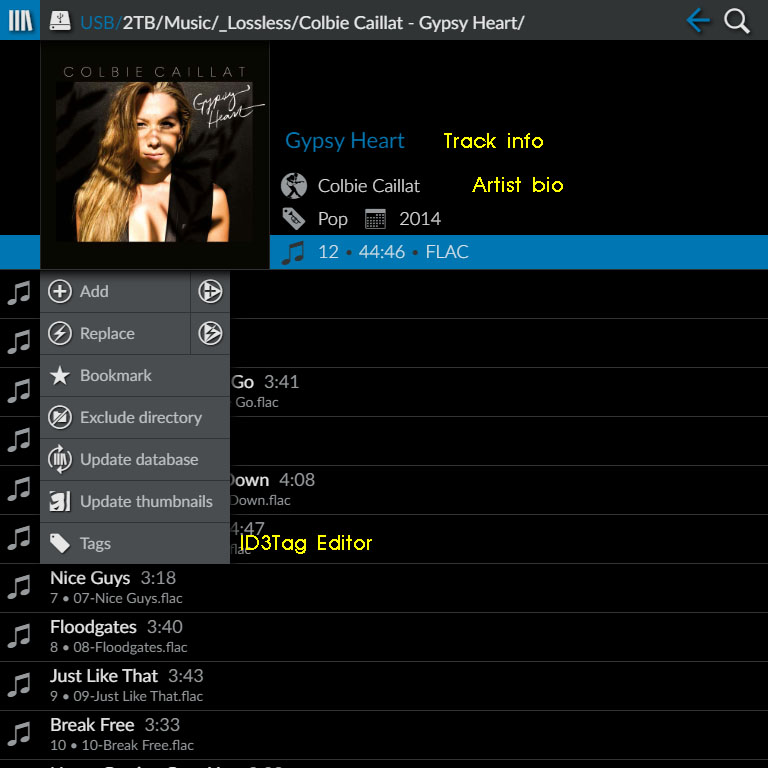 USB/2TB/Music/_Lossless/Colbie Caillat - Gypsy Heart/
COLBIE CAILLAT
Gypsy
Heart
Gypsy Heart Track info
Colbie Caillat Artist bio
Pop 2014
12 • 44:46 • FLAC
Add
Replace
Bookmark
Go 3:41
Go.flac
Exclude directory
Update database
Down 4:08
Down.flac
Update thumbnails
4:47
flac
Tags
ID3Tag Editor
Nice Guys 3:18
7 • 07-Nice Guys.flac
Floodgates 3:40
8 • 08-Floodgates.flac
Just Like That 3:43
9 • 09-Just Like That.flac
Break Free 3:33
10 • 10-Break Free.flac